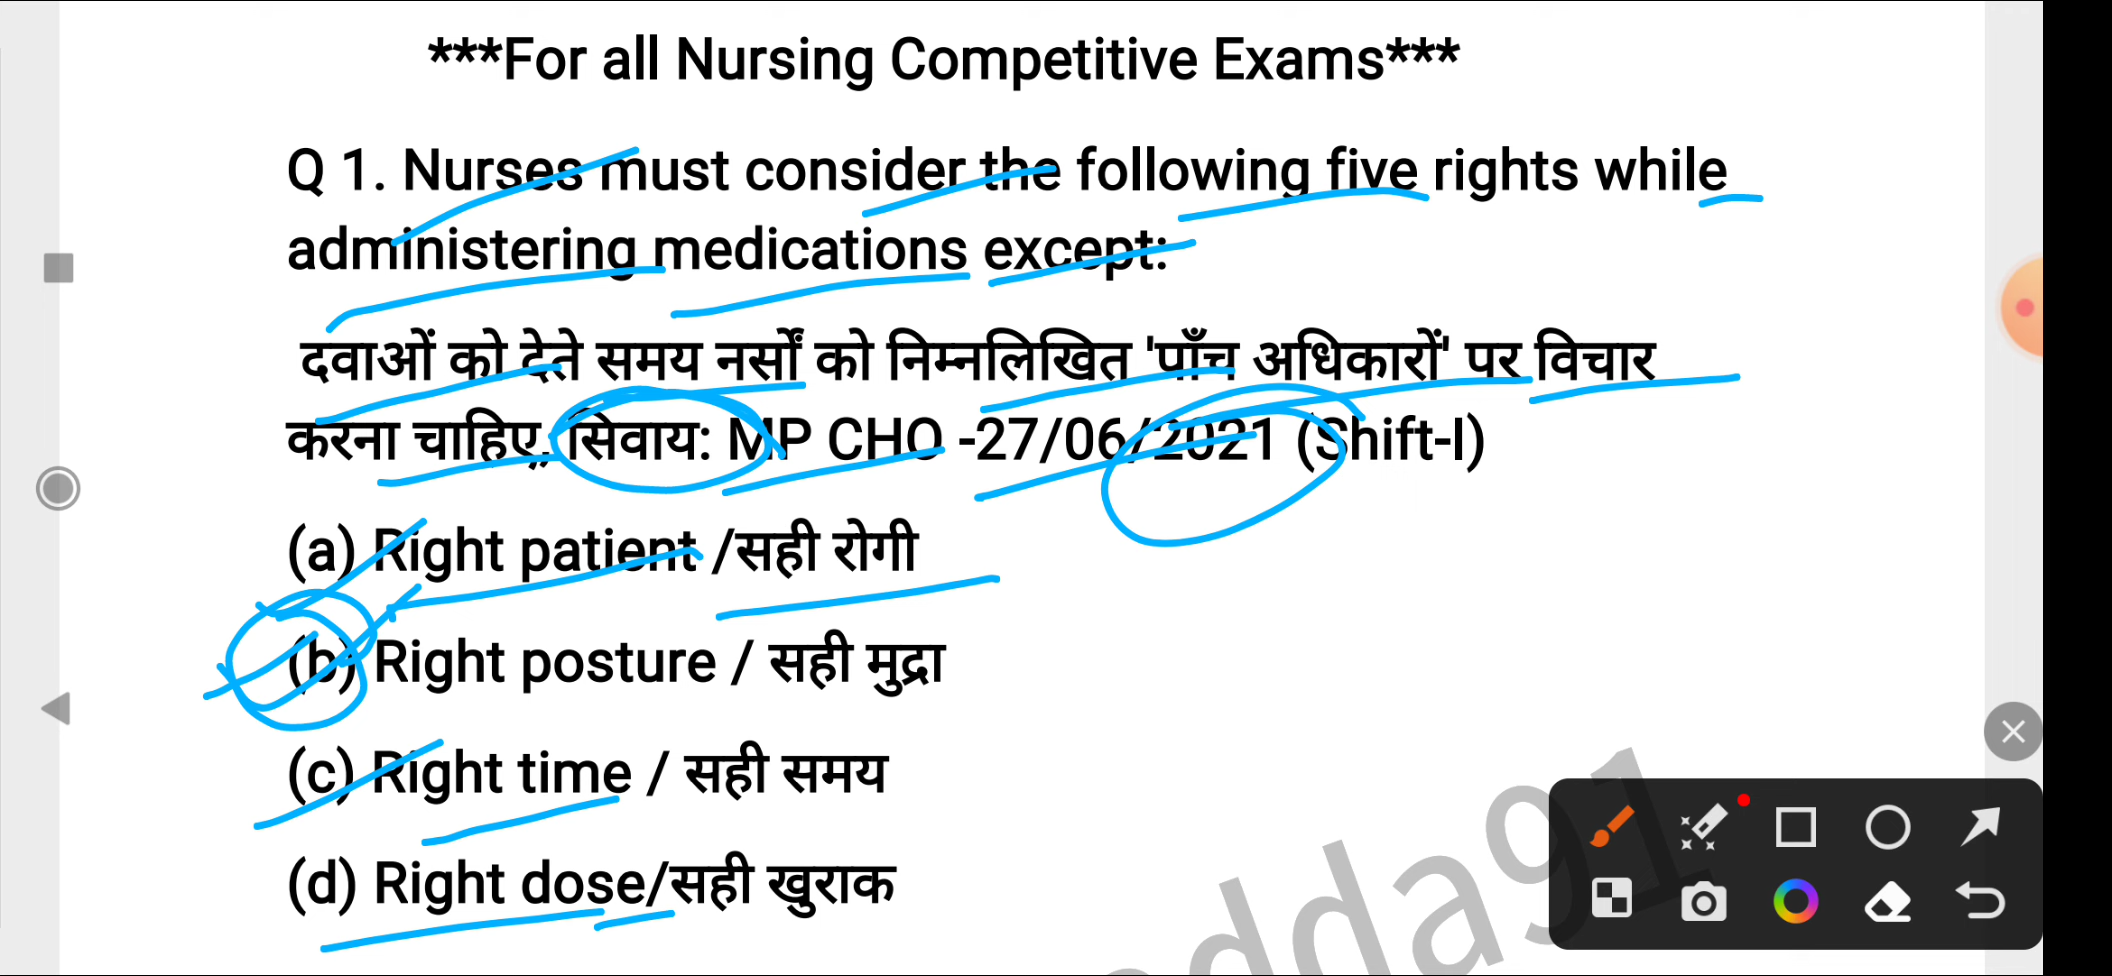 ***For all Nursing Competitive Exams***
Q 1. Nurses must consider the following five rights while
administering medications except:
दवाओं को देते समय नर्सों को निम्नलिखित 'पाँच अधिकारों' पर विचार
करना चाहिए, सिवाय: MP CHO -27/06/2021 (Shift-I)
(a) Right patient /सही रोगी
(b) Right posture / सही मुद्रा
(c) Right time / सही समय
(d) Right dose/सही खुराक